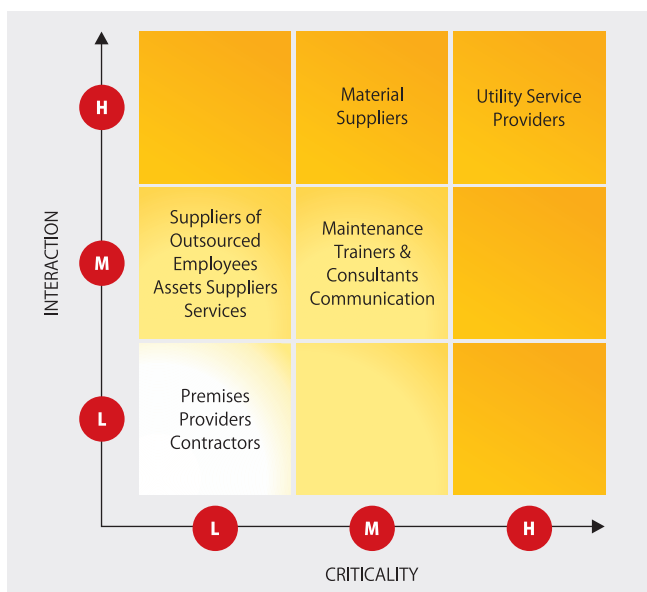 INTERACTION
H
Material
Suppliers
Utility Service
Providers
M
Suppliers of
Outsourced
Employees
Assets Suppliers
Services
Maintenance
Trainers &
Consultants
Communication
L
Premises
Providers
Contractors
L
M
H
CRITICALITY